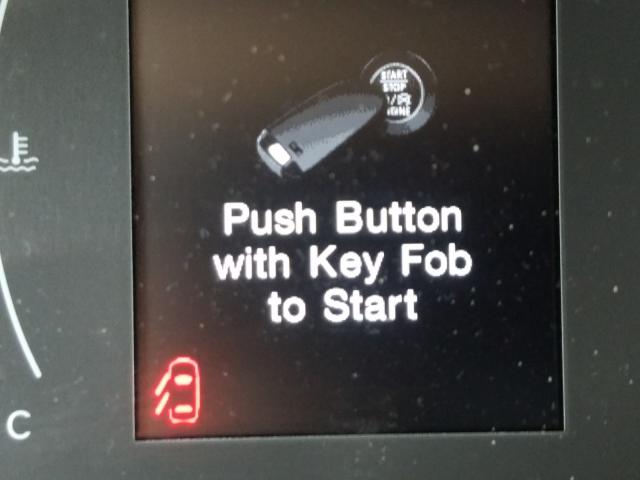 START
STOP
Push Button
with Key Fob
to Start
C